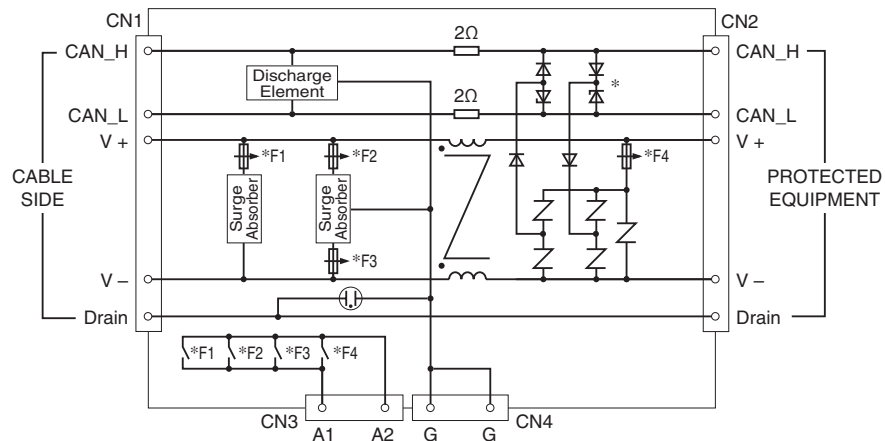 CN1
CN2
CAN_H
2Ω
CAN_H
Discharge
Element
*
2Ω
CAN_L
CAN_L
V +
V +
*F1
*F2
*F4
CABLE
SIDE
Surge
Absorber
Surge
Absorber
PROTECTED
EQUIPMENT
*F3
V –
V –
Drain
Drain
*F1
*F2
*F3
*F4
CN3
CN4
A1
A2
G
G